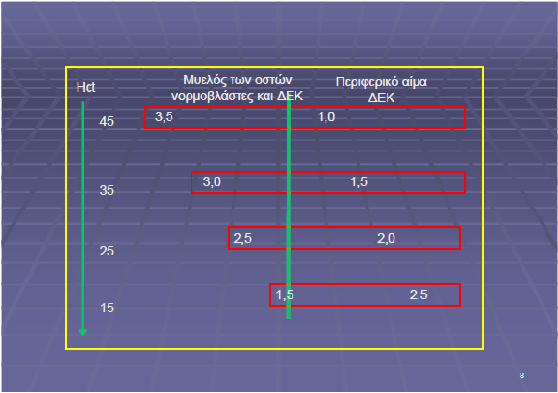 Hct
Μυελός των οστών
νορμοβλάστες και ΔΕΚ
Περιφερικό αίμα
ΔΕΚ
45 3,5 1,0
35 3,0 1,5
25 2,5 2,0
15 1,5 2.5
8